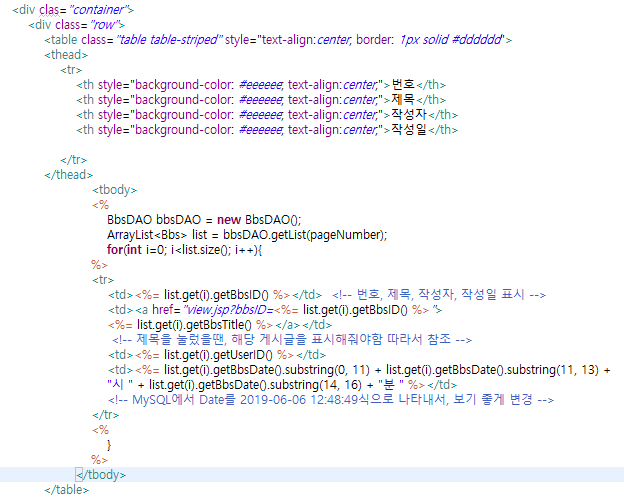 <div clas="container">
<div class="row">
<table class="table table-striped" style="text-align:center, border: 1px solid #dddddd">
<thead>
<tr>
<th style="background-color: #eeeeee; text-align:center,">번호</th>
<th style="background-color: #eeeeee; text-align:center,">제목</th>
<th style="background-color: #eeeeee; text-align:center,">작성자</th>
<th style="background-color: #eeeeee; text-align:center,">작성일</th>
</tr>
</thead>
<tbody>
<%
BbsDAO bbsDAO = new BbsDAO();
ArrayList<Bbs> list = bbsDAO.getList(pageNumber);
for(int i=0; i<list.size(); i++){
%>
<tr>
<td><%= list.get(i).getBbsID() %></td> <!-- 번호, 제목, 작성자, 작성일 표시 -->
<td><a href="view.jsp?bbsID=<%= list.get(i).getBbsID() %> ">
<%= list.get(i).getBbsTitle() %></a></td>
<!-- 제목을 눌렀을땐, 해당 게시글을 표시해줘야함 따라서 참조 -->
<td><%= list.get(i).getUserID() %></td>
<td><%= list.get(i).getBbsDate().substring(0, 11) + list.get(i).getBbsDate().substring(11, 13) +
"시 " + list.get(i).getBbsDate().substring(14, 16) + "분 " %></td>
<!-- MySQL에서 Date를 2019-06-06 12:48:49식으로 나타내서, 보기 좋게 변경 -->
</tr>
<%
}
%>
</tbody>
</table>